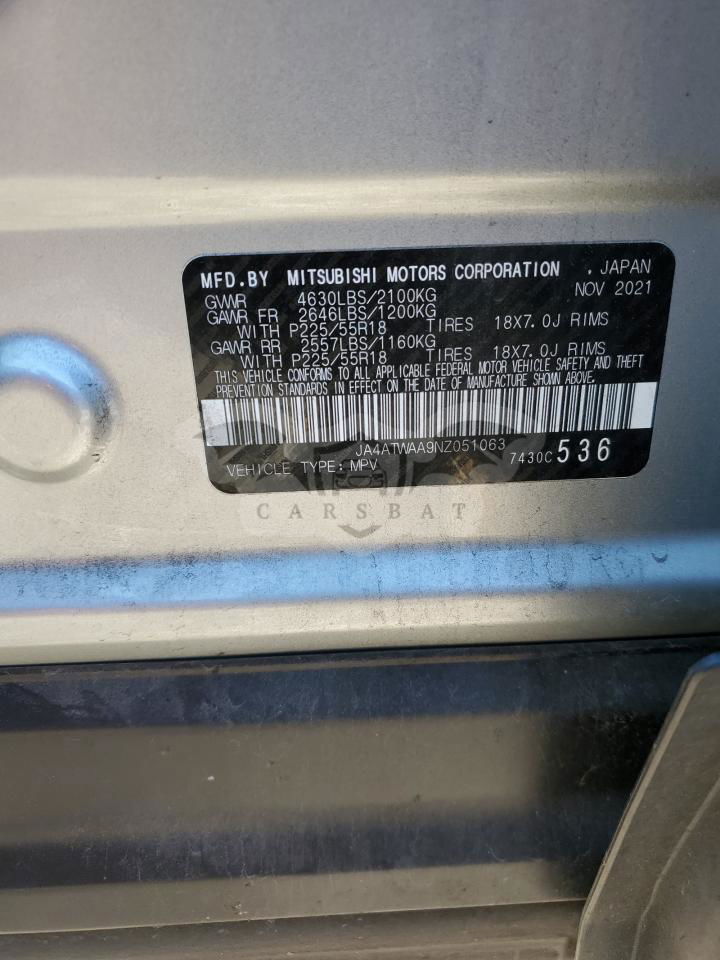 MFD.BY MITSUBISHI MOTORS CORPORATION . JAPAN
GVWR 4630LBS/2100KG NOV 2021
GAWR FR 2646LBS/1200KG
WITH P225/55R18 TIRES 18X7.0J RIMS
GAWR RR 2557LBS/1160KG
WITH P225/55R18 TIRES 18X7.0J RIMS
THIS VEHICLE CONFORMS TO ALL APPLICABLE FEDERAL MOTOR VEHICLE SAFETY AND THEFT
PREVENTION STANDARDS IN EFFECT ON THE DATE OF MANUFACTURE SHOWN ABOVE.
JA4ATWAA9NZ051063
VEHICLE TYPE: MPV 7430C 536
CARSBAT